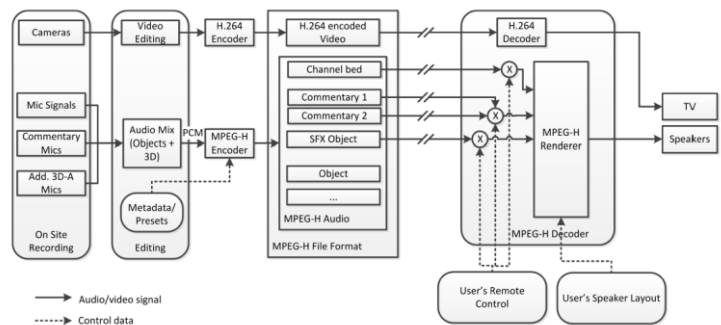 Cameras
Mic Signals
Commentary
Mics
Add. 3D-A
Mics
On Site
Recording
Video
Editing
Audio Mix
(Objects +
3D)
Metadata/
Presets
Editing
PCM
H.264
Encoder
MPEG-H
Encoder
H.264 encoded
Video
Channel bed
Commentary 1
Commentary 2
SFX Object
Object
...
MPEG-H Audio
MPEG-H File Format
H.264
Decoder
X
X
X
MPEG-H
Renderer
MPEG-H Decoder
TV
Speakers
User's Remote
Control
User's Speaker Layout
Audio/video signal
Control data